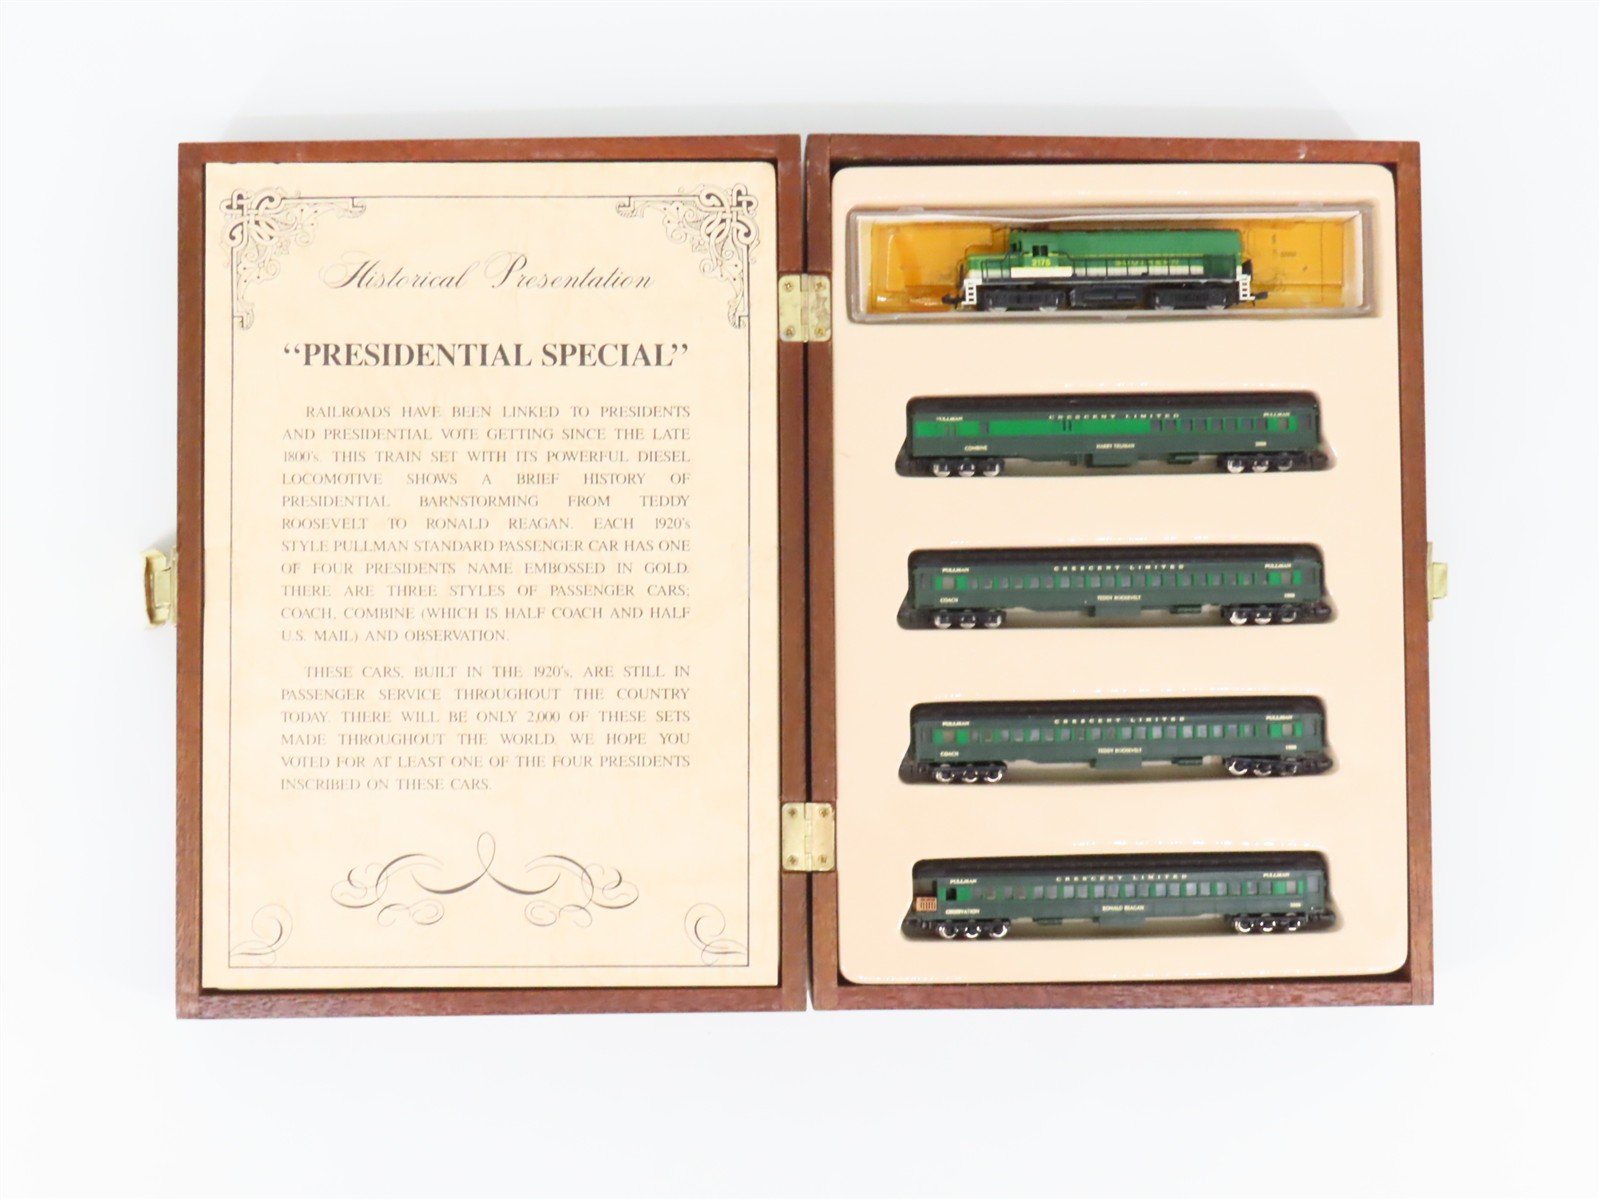 Historical Presentation
“PRESIDENTIAL SPECIAL”
RAILROADS HAVE BEEN LINKED TO PRESIDENTS
AND PRESIDENTIAL VOTE GETTING SINCE THE LATE
1800's. THIS TRAIN SET WITH ITS POWERFUL DIESEL
LOCOMOTIVE SHOWS A BRIEF HISTORY OF
PRESIDENTIAL BARNSTORMING FROM TEDDY
ROOSEVELT TO RONALD REAGAN. EACH 1920's
STYLE PULLMAN STANDARD PASSENGER CAR HAS ONE
OF FOUR PRESIDENTS NAME EMBOSSED IN GOLD.
THERE ARE THREE STYLES OF PASSENGER CARS;
COACH, COMBINE (WHICH IS HALF COACH AND HALF
U.S. MAIL) AND OBSERVATION.
THESE CARS, BUILT IN THE 1920's, ARE STILL IN
PASSENGER SERVICE THROUGHOUT THE COUNTRY
TODAY. THERE WILL BE ONLY 2,000 OF THESE SETS
MADE THROUGHOUT THE WORLD. WE HOPE YOU
VOTED FOR AT LEAST ONE OF THE FOUR PRESIDENTS
INSCRIBED ON THESE CARS.
PULLMAN CRESCENT LIMITED PULLMAN
COMBINE HARRY TRUMAN
PULLMAN CRESCENT LIMITED PULLMAN
COACH TEDDY ROOSEVELT
PULLMAN CRESCENT LIMITED PULLMAN
COACH TEDDY ROOSEVELT
PULLMAN CRESCENT LIMITED PULLMAN
OBSERVATION RONALD REAGAN